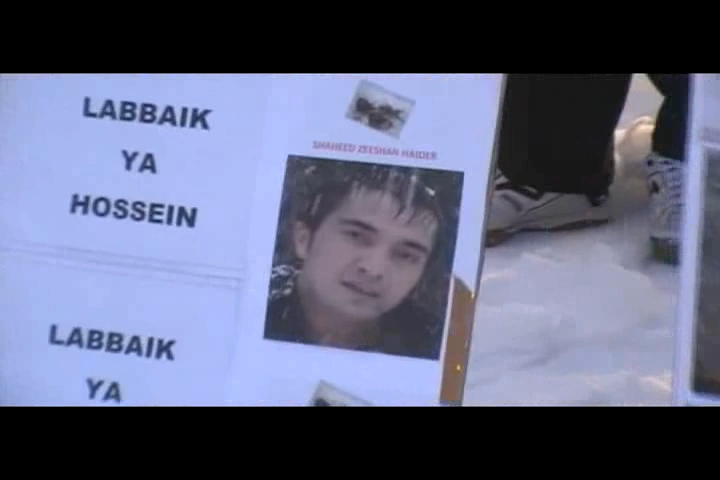 LABBAIK
YA
HOSSEIN
SHAHEED ZEESHAN HAIDER
LABBAIK
YA